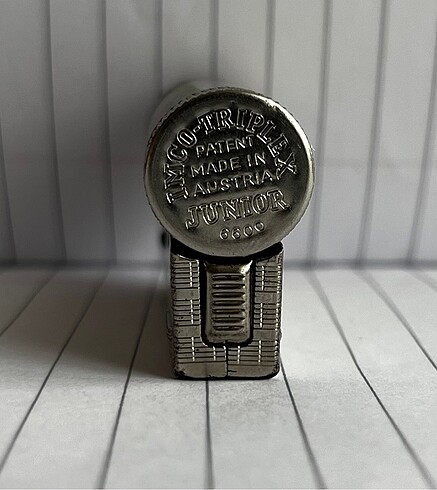 IMCO-TRIPLEX
PATENT
MADE IN
AUSTRIA
JUNIOR
6600